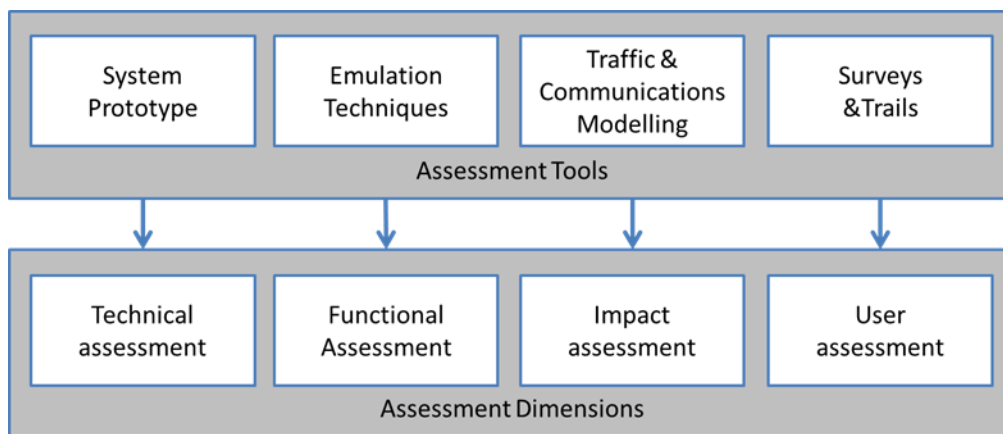 System
Prototype
Emulation
Techniques
Traffic &
Communications
Modelling
Surveys
&Trails
Assessment Tools
Technical
assessment
Functional
Assessment
Impact
assessment
User
assessment
Assessment Dimensions